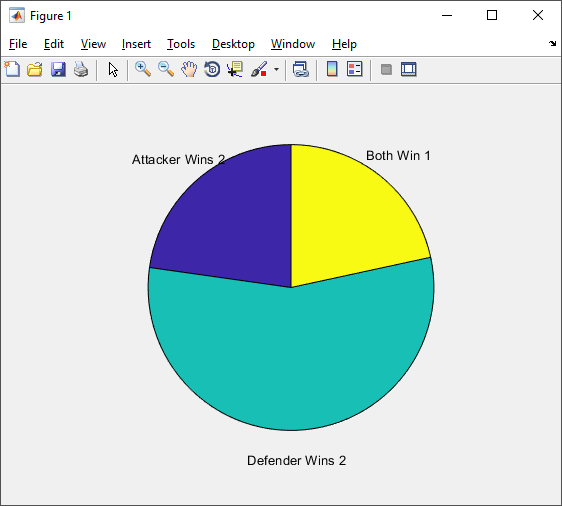 Figure 1
File Edit View Insert Tools Desktop Window Help
Both Win 1
Attacker Wins 2
Defender Wins 2